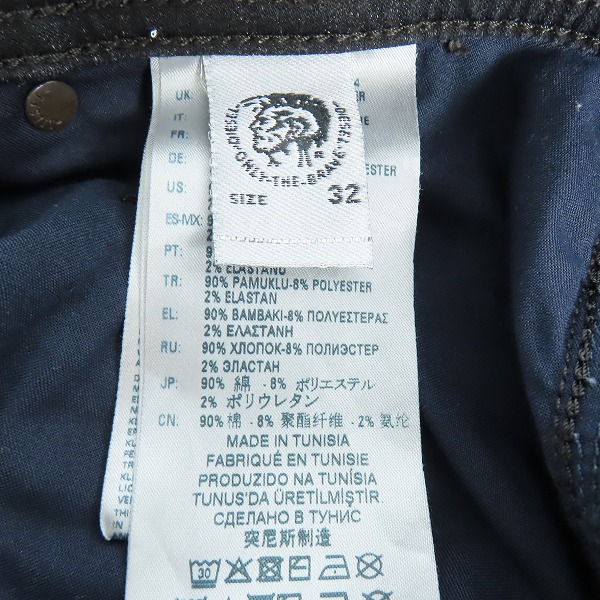 DIESEL
ONLY-THE-BRAVE
SIZE 32
UK:
IT:
FR:
DE:
US:
ES-MX:
PT:
2% ELASTANO
TR: 90% PAMUKLU-8% POLYESTER
2% ELASTAN
EL: 90% ΒΑΜΒΑΚΙ-8% ΠΟΛΥΕΣΤΕΡΑΣ
2% ΕΛΑΣΤΑΝΗ
RU: 90% ХЛОПОК-8% ПОЛИЭСТЕР
2% ЭЛАСТАН
JP: 90% 綿 ·8% ポリエステル
2% ポリウレタン
CN: 90% 棉 ·8% 聚酯纤维 ·2% 氨纶
MADE IN TUNISIA
FABRIQUÉ EN TUNISIE
PRODUZIDO NA TUNÍSIA
TUNUS'DA ÜRETİLMİŞTİR
СДЕЛАНО В ТУНИС
突尼斯制造
30